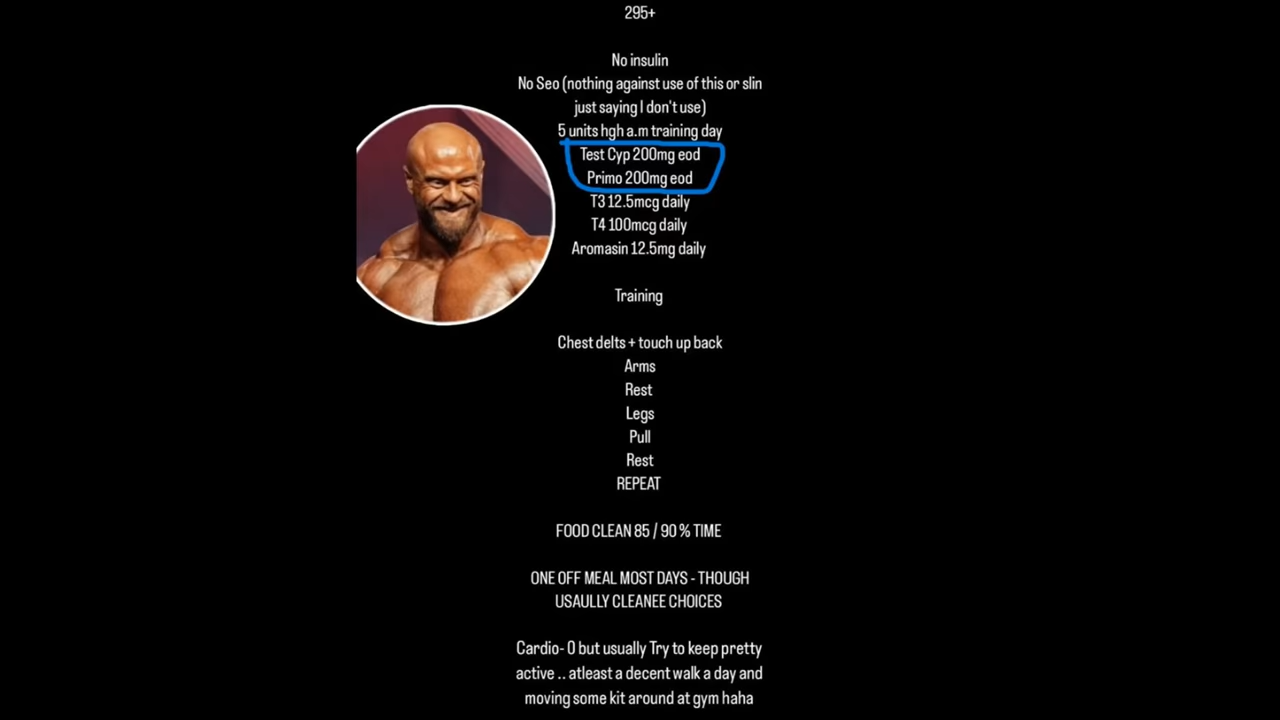 295+
No insulin
No Seo (nothing against use of this or slin
just saying I don't use)
5 units hgh a.m training day
Test Cyp 200mg eod
Primo 200mg eod
T3 12.5mcg daily
T4 100mcg daily
Aromasin 12.5mg daily
Training
Chest delts + touch up back
Arms
Rest
Legs
Pull
Rest
REPEAT
FOOD CLEAN 85 / 90 % TIME
ONE OFF MEAL MOST DAYS - THOUGH
USAULLY CLEANEE CHOICES
Cardio- 0 but usually Try to keep pretty
active .. atleast a decent walk a day and
moving some kit around at gym haha